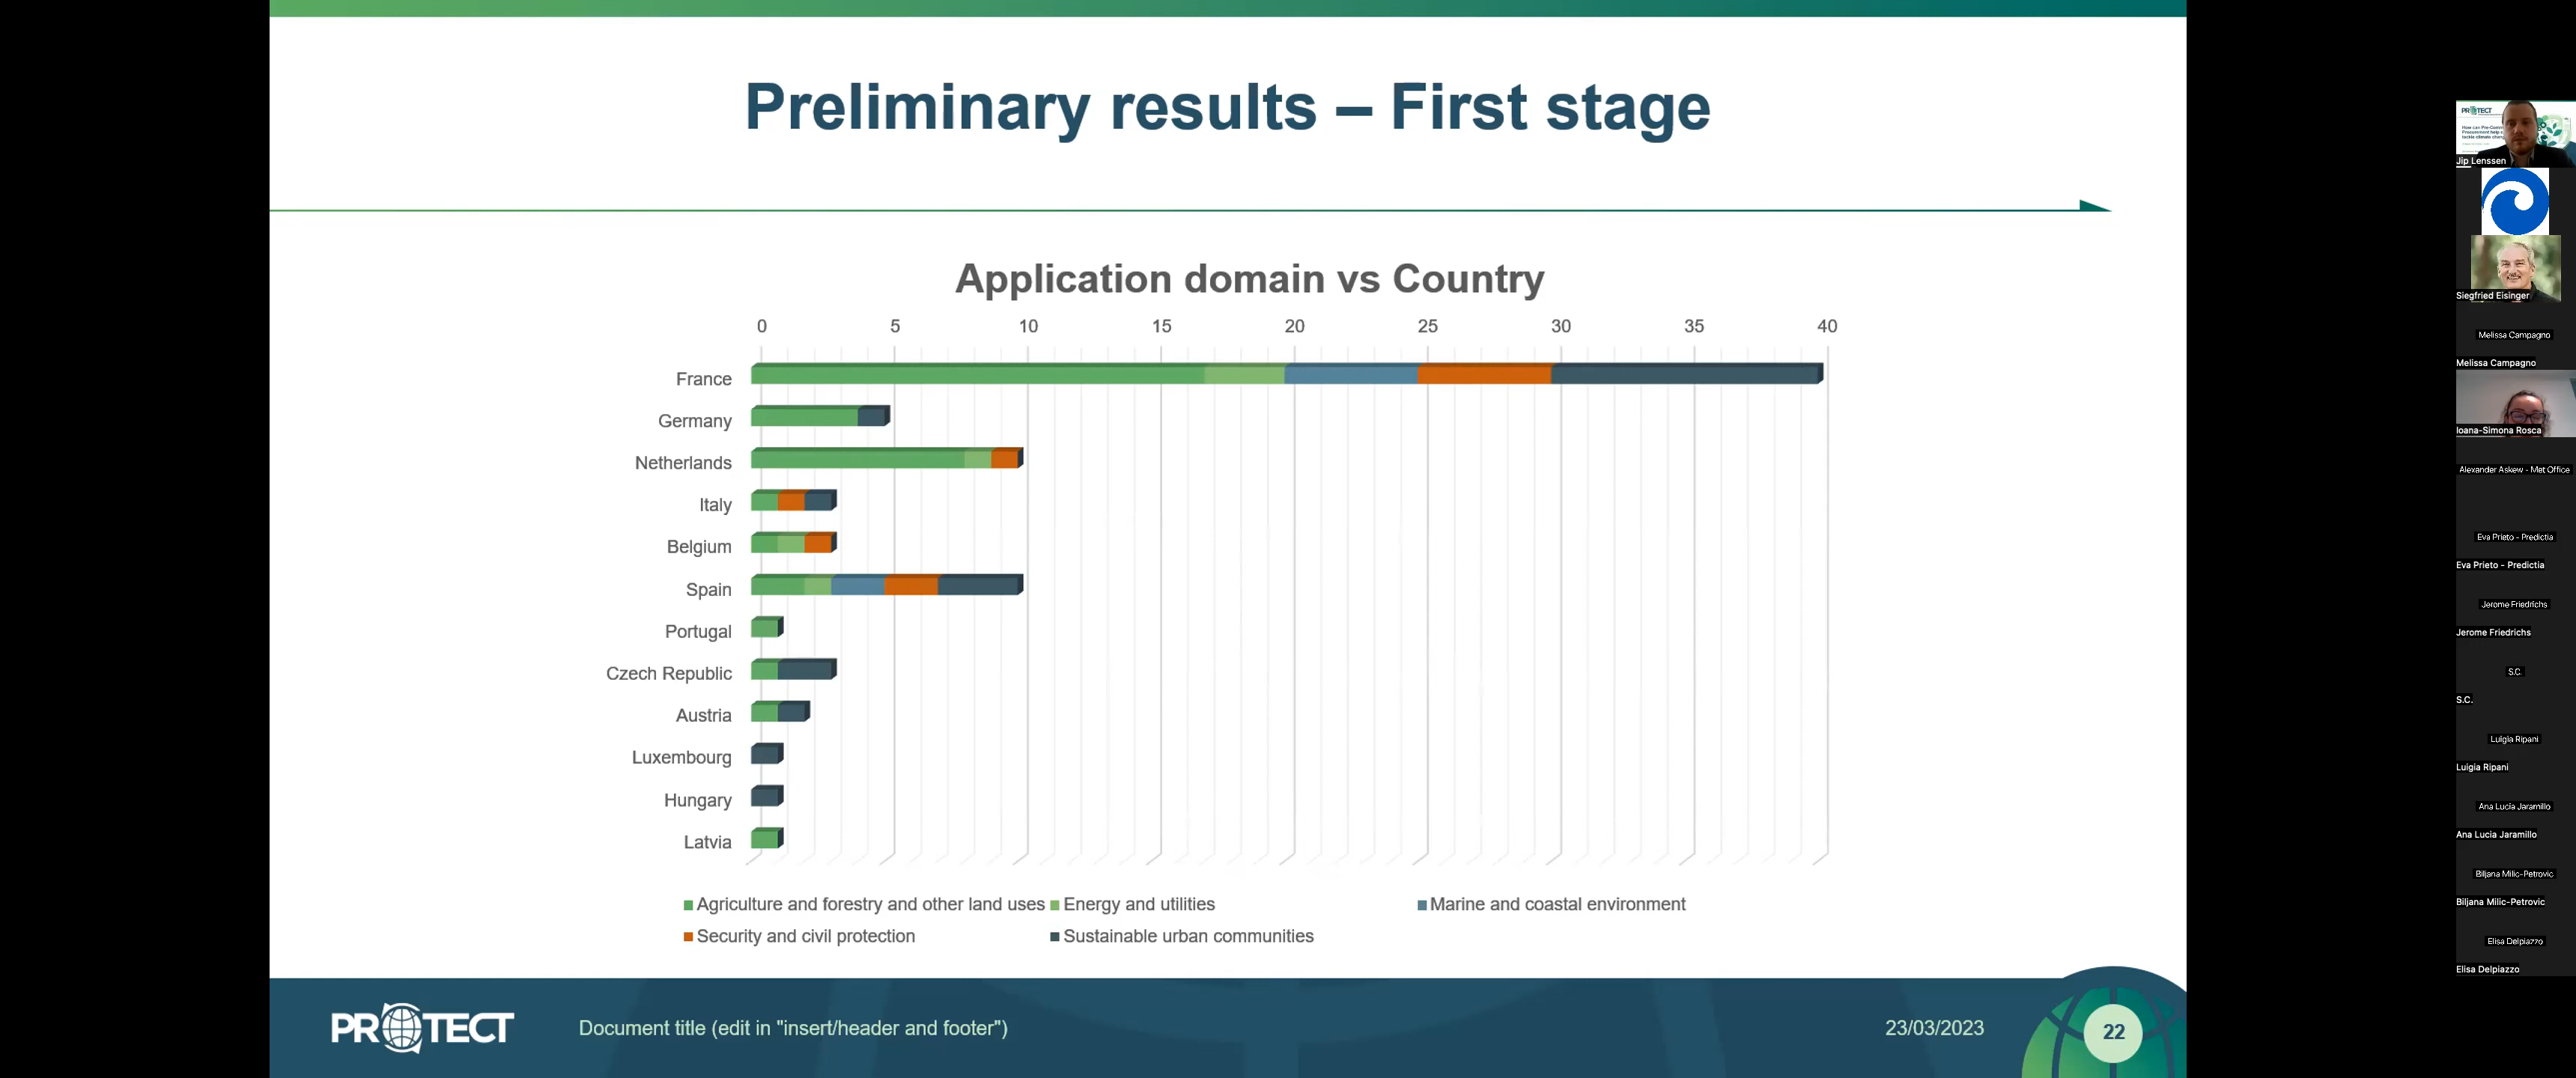 Preliminary results – First stage
Application domain vs Country
0 5 10 15 20 25 30 35 40
France
Germany
Netherlands
Italy
Belgium
Spain
Portugal
Czech Republic
Austria
Luxembourg
Hungary
Latvia
Agriculture and forestry and other land uses Energy and utilities Marine and coastal environment
Security and civil protection Sustainable urban communities
PROTECT
Document title (edit in "insert/header and footer")
23/03/2023
22
PROTECT
Jip Lenssen
Siegfried Eisinger
Melissa Campagno
Melissa Campagno
Ioana-Simona Rosca
Alexander Askew - Met Office
Eva Prieto - Predictia
Eva Prieto - Predictia
Jerome Friedrichs
Jerome Friedrichs
S.C.
S.C.
Luigia Ripani
Luigia Ripani
Ana Lucia Jaramillo
Ana Lucia Jaramillo
Biljana Milic-Petrovic
Biljana Milic-Petrovic
Elisa Delpiazzo
Elisa Delpiazzo